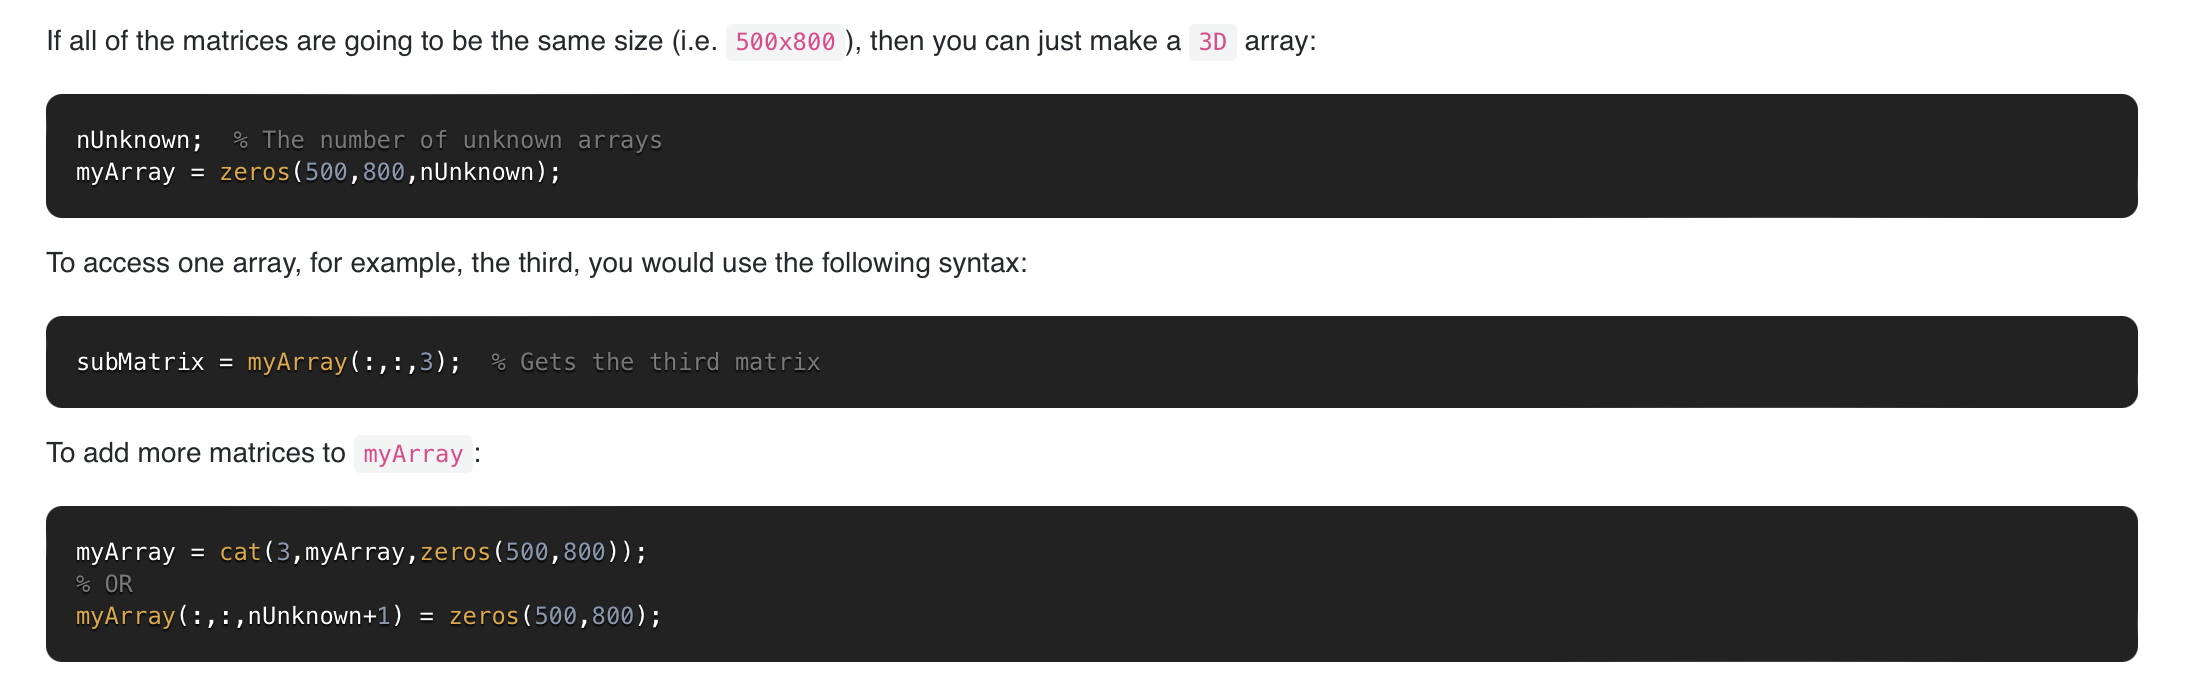 If all of the matrices are going to be the same size (i.e. 500x800), then you can just make a 3D array:
nUnknown;  % The number of unknown arrays
myArray = zeros(500,800,nUnknown);
To access one array, for example, the third, you would use the following syntax:
subMatrix = myArray(:,:,3);  % Gets the third matrix
To add more matrices to myArray:
myArray = cat(3,myArray,zeros(500,800));
% OR
myArray(:,:,nUnknown+1) = zeros(500,800);